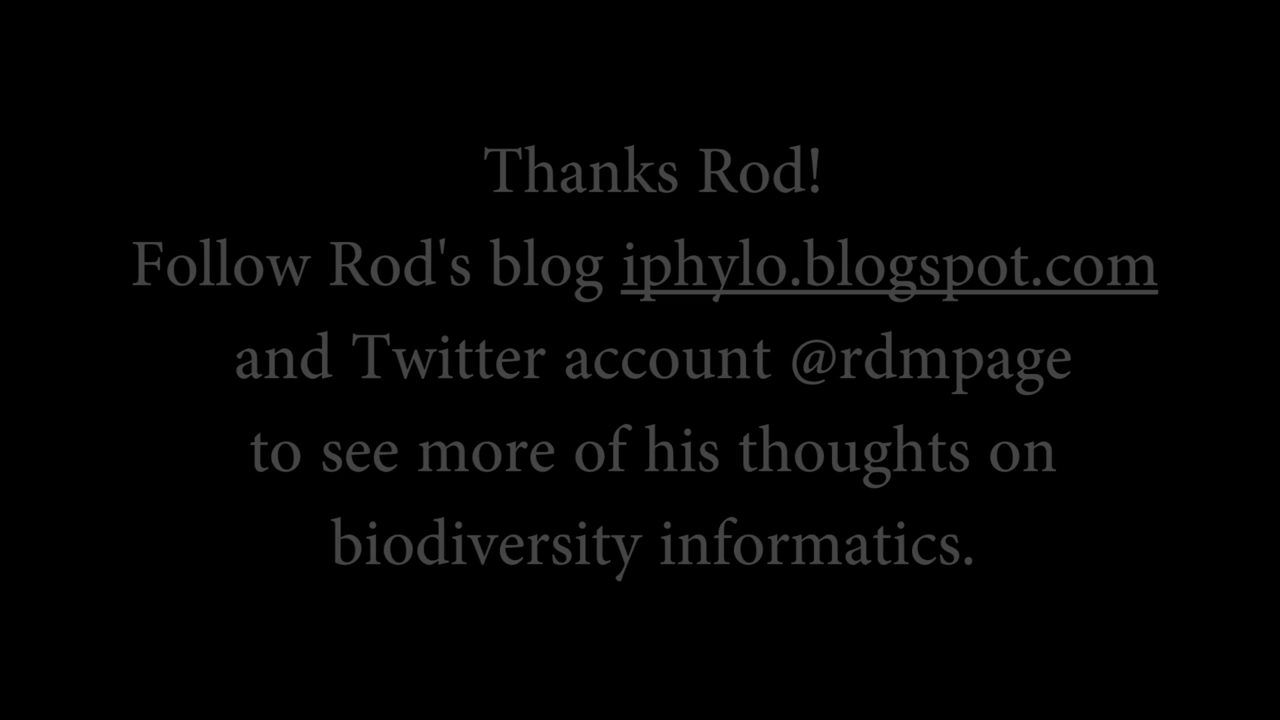 Thanks Rod!
Follow Rod's blog iphylo.blogspot.com
and Twitter account @rdmpage
to see more of his thoughts on
biodiversity informatics.